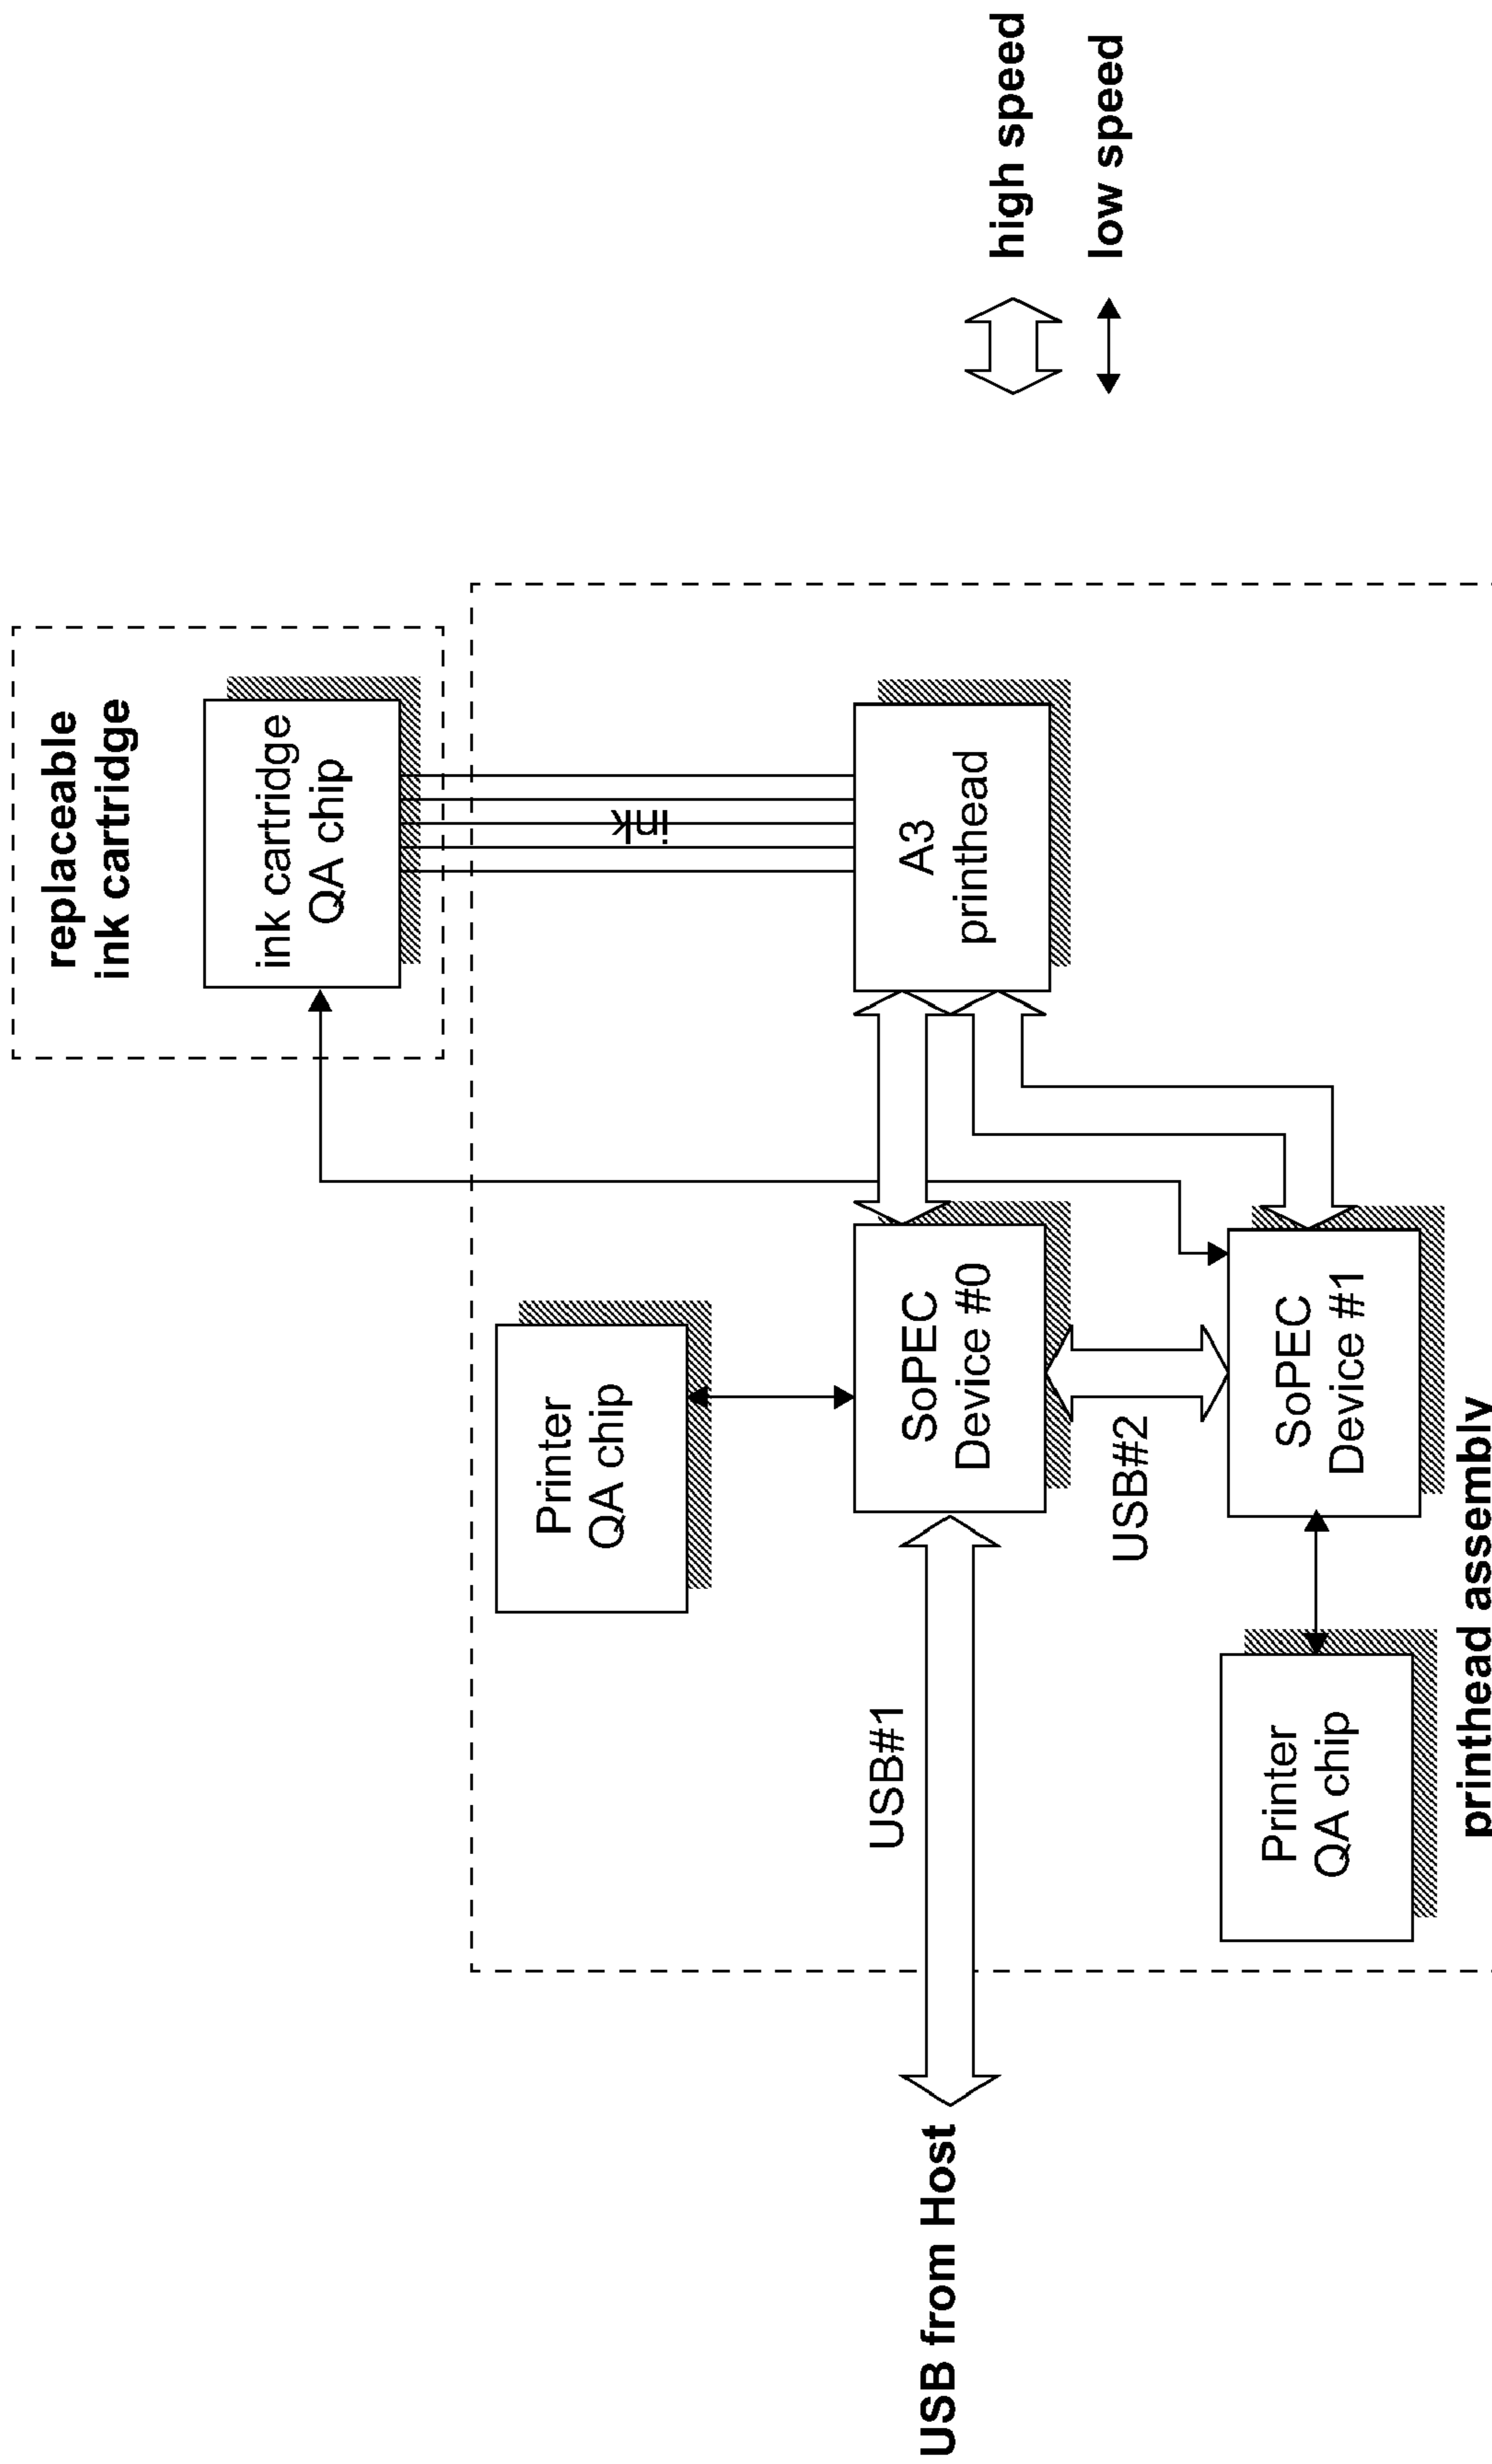 replaceable
ink cartridge
ink cartridge
QA chip
ink
Printer
QA chip
A3
printhead
SoPEC
Device #0
USB#1
USB from Host
USB#2
SoPEC
Device #1
Printer
QA chip
printhead assembly
high speed
low speed